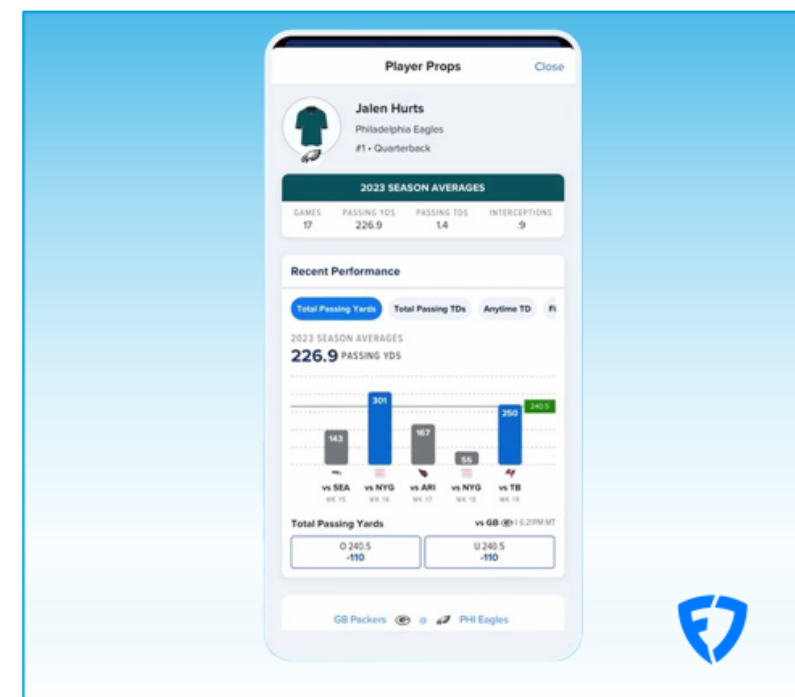 Player Props Close
Jalen Hurts
Philadelphia Eagles
#1 • Quarterback
2023 SEASON AVERAGES
GAMES PASSING YDS PASSING TDS INTERCEPTIONS
17 226.9 1.4 .9
Recent Performance
Total Passing Yards Total Passing TDs Anytime TD Fi
2023 SEASON AVERAGES
226.9 PASSING YDS
240.5
143 301 167 55 250
vs SEA vs NYG vs ARI vs NYG vs TB
WK 15 WK 16 WK 17 WK 18 WK 19
Total Passing Yards vs GB | 6:21PM MT
O 240.5 U 240.5
-110 -110
GB Packers @ PHI Eagles